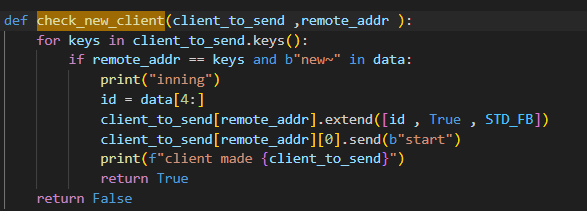 def check_new_client(client_to_send ,remote_addr ):
    for keys in client_to_send.keys():
        if remote_addr == keys and b"new~" in data:
            print("inning")
            id = data[4:]
            client_to_send[remote_addr].extend([id , True , STD_FB])
            client_to_send[remote_addr][0].send(b"start")
            print(f"client made {client_to_send}")
            return True
    return False